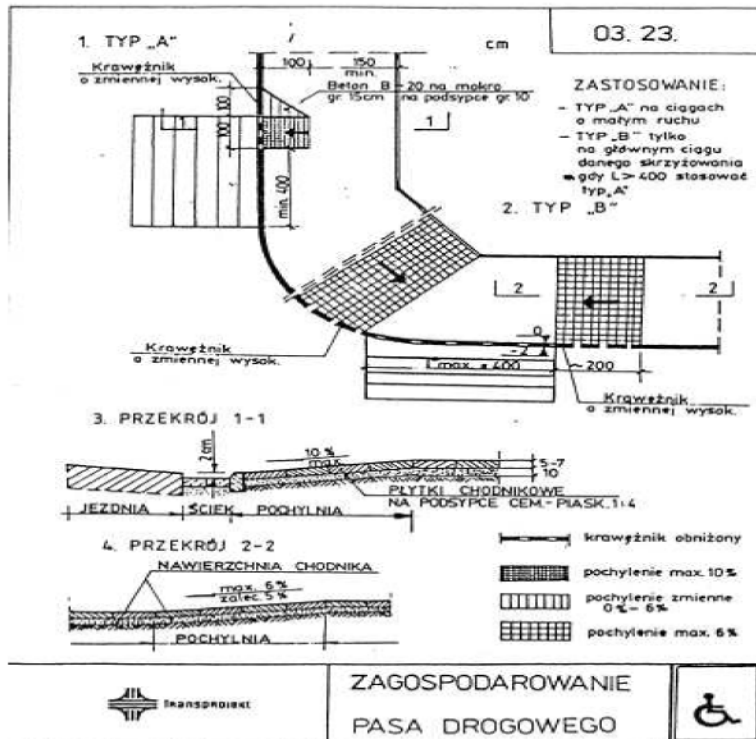 03. 23.
cm
1. TYP „A"
Krawężnik
o zmiennej wysok.
100
150
min.
Beton B-20 na mokro
gr. 15cm na podsypce gr. 10
100
100
1
1
min. 400
ZASTOSOWANIE:
- TYP „A" na ciągach
o małym ruchu
- TYP „B" tylko
na głównym ciągu
danego skrzyżowania
gdy L > 400 stosować
typ „A"
2. TYP „B"
2
2
Krawężnik
o zmiennej wysok.
0
-2
L max. = 400
~200
Krawężnik
o zmiennej wysok.
3. PRZEKRÓJ 1-1
2 cm
10 %
max.
5-7
10
PŁYTKI CHODNIKOWE
NA PODSYPCE CEM.-PIASK. 1:4
JEZDNIA
ŚCIEK
POCHYLNIA
4. PRZEKRÓJ 2-2
NAWIERZCHNIA CHODNIKA
max. 6%
zalec. 5%
POCHYLNIA
krawężnik obniżony
pochylenie max. 10%
pochylenie zmienne
0% - 6%
pochylenie max. 6%
TRANSPROJEKT
ZAGOSPODAROWANIE
PASA DROGOWEGO